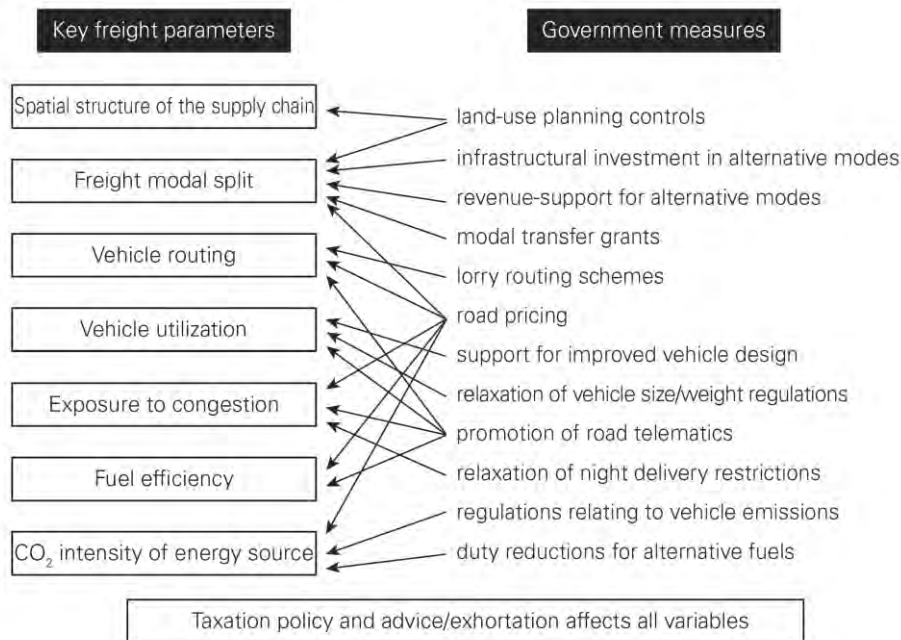 Key freight parameters
Government measures
Spatial structure of the supply chain
Freight modal split
Vehicle routing
Vehicle utilization
Exposure to congestion
Fuel efficiency
CO₂ intensity of energy source
land-use planning controls
infrastructural investment in alternative modes
revenue-support for alternative modes
modal transfer grants
lorry routing schemes
road pricing
support for improved vehicle design
relaxation of vehicle size/weight regulations
promotion of road telematics
relaxation of night delivery restrictions
regulations relating to vehicle emissions
duty reductions for alternative fuels
Taxation policy and advice/exhortation affects all variables